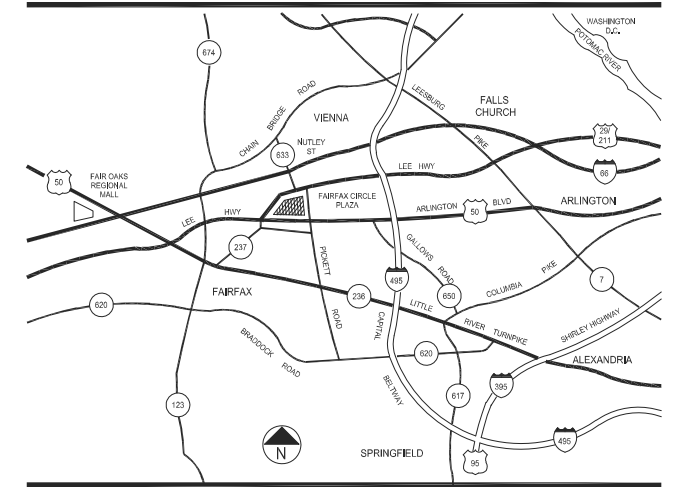 WASHINGTON
D.C.
POTOMAC RIVER
674
LEESBURG
PIKE
FALLS
CHURCH
CHAIN BRIDGE ROAD
VIENNA
NUTLEY
ST
633
29/
211
LEE HWY
66
50
FAIR OAKS
REGIONAL
MALL
FAIRFAX CIRCLE
PLAZA
ARLINGTON
50
BLVD
ARLINGTON
LEE HWY
237
GALLOWS
ROAD
PICKETT
ROAD
495
650
COLUMBIA PIKE
7
FAIRFAX
236
LITTLE
RIVER TURNPIKE
620
CAPITAL
BELTWAY
SHIRLEY HIGHWAY
BRADDOCK
ROAD
620
ALEXANDRIA
395
617
123
N
SPRINGFIELD
495
95